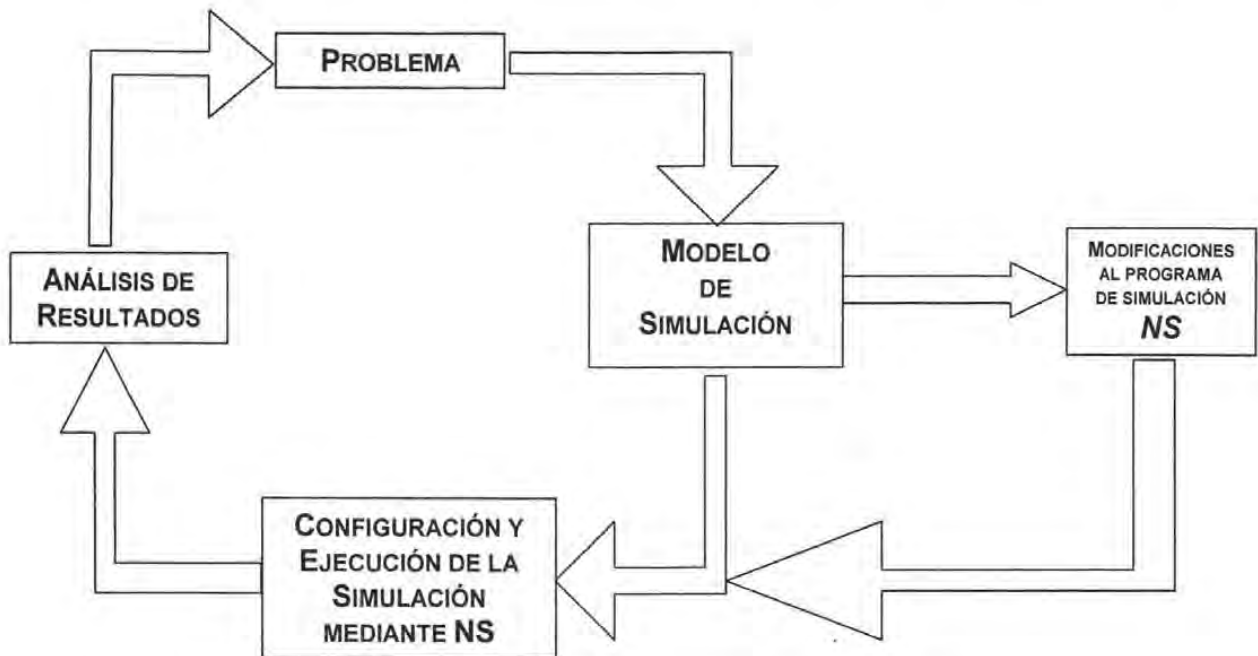 PROBLEMA
MODELO
DE
SIMULACIÓN
MODIFICACIONES
AL PROGRAMA
DE SIMULACIÓN
NS
ANÁLISIS DE
RESULTADOS
CONFIGURACIÓN Y
EJECUCIÓN DE LA
SIMULACIÓN
MEDIANTE NS